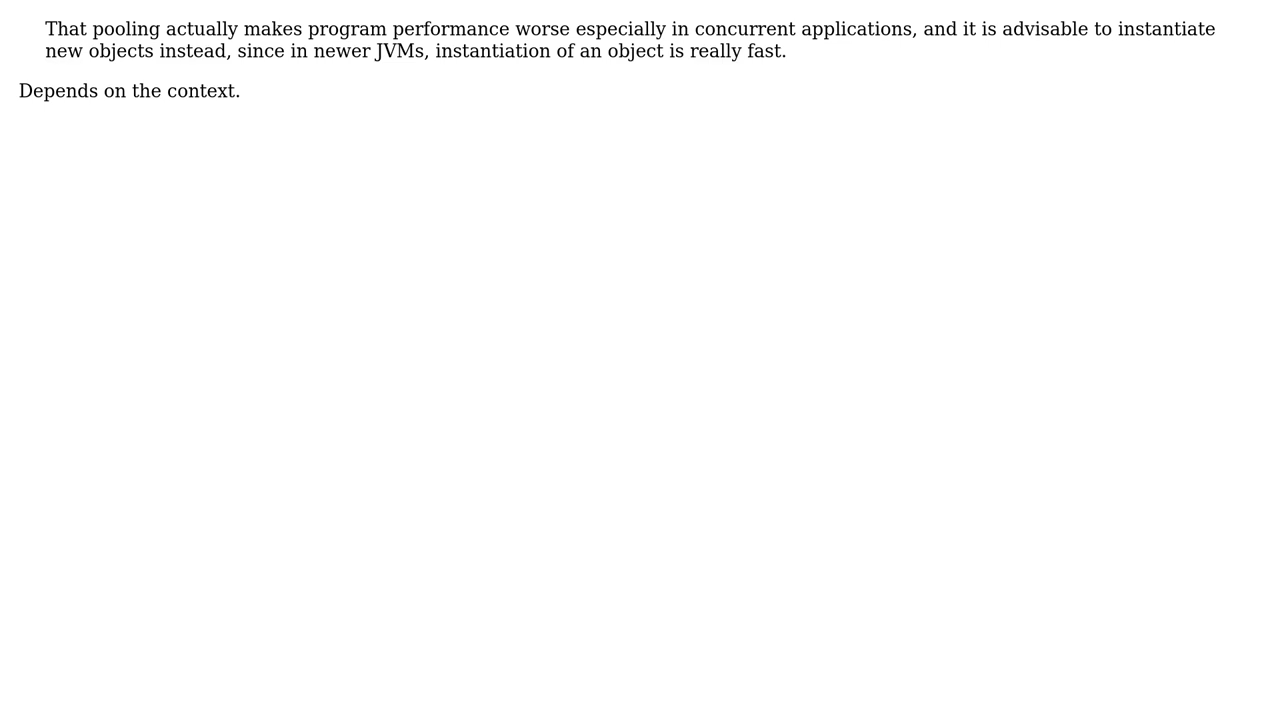 That pooling actually makes program performance worse especially in concurrent applications, and it is advisable to instantiate
new objects instead, since in newer JVMs, instantiation of an object is really fast.
Depends on the context.